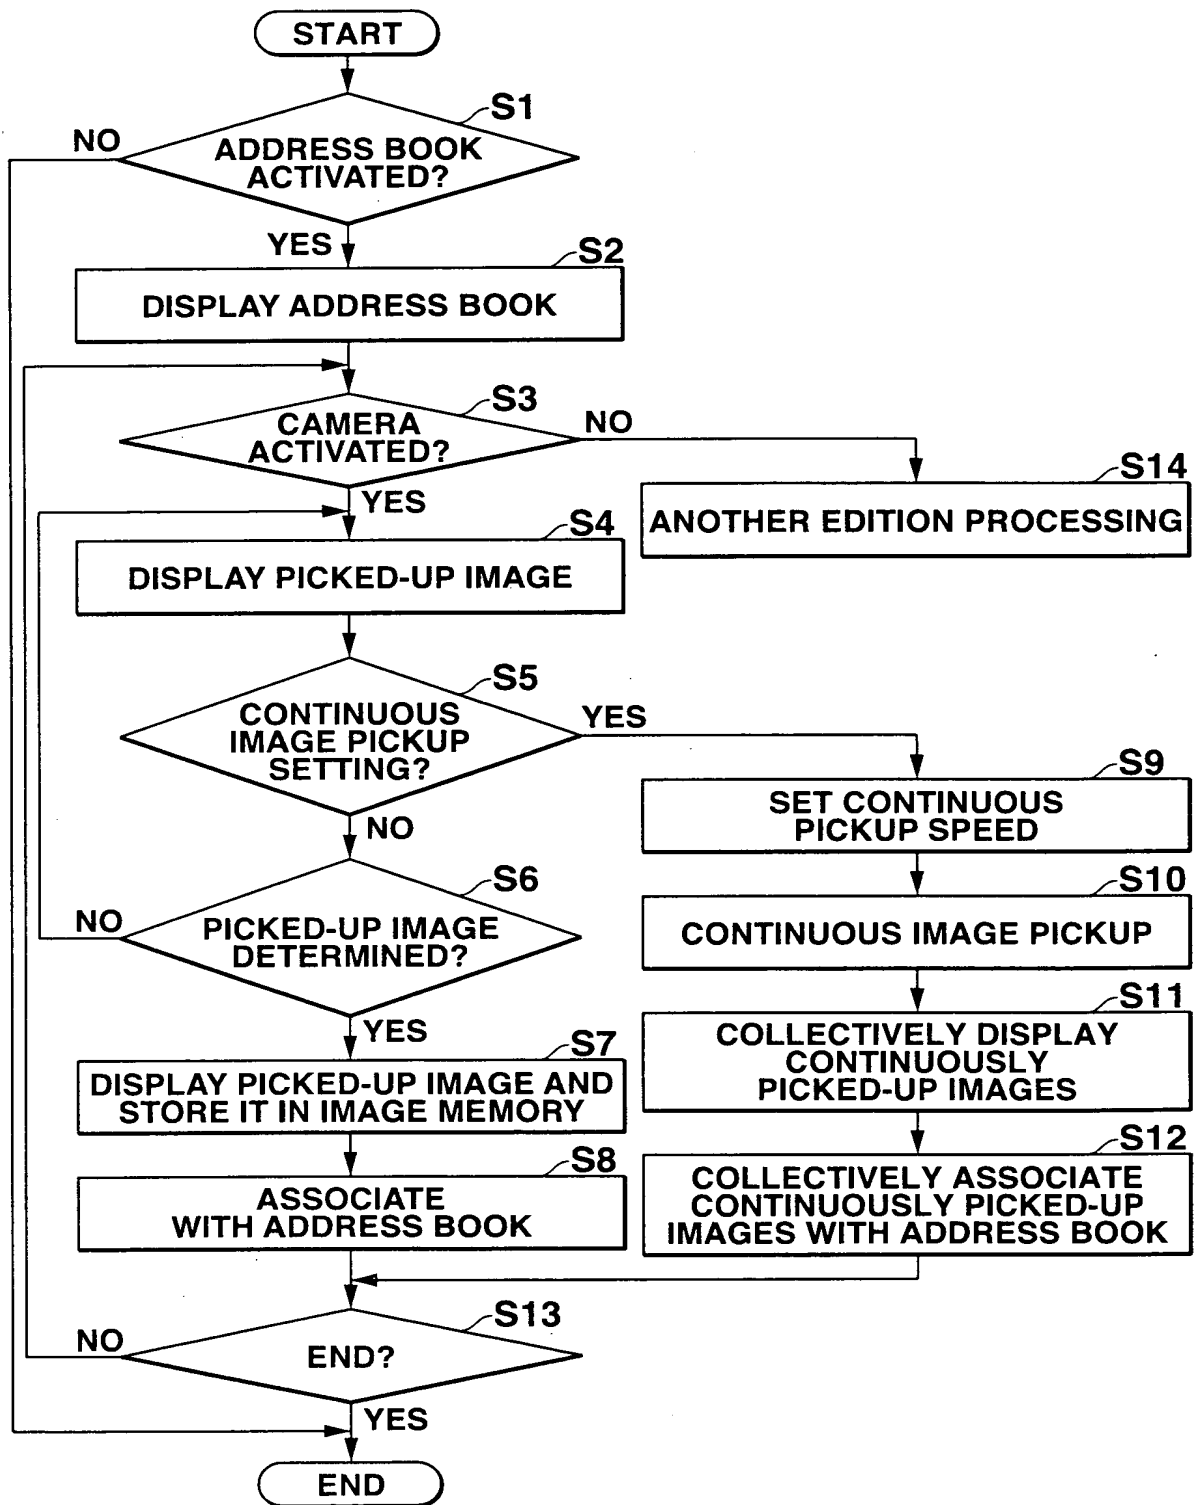 START
S1
NO
ADDRESS BOOK
ACTIVATED?
YES
S2
DISPLAY ADDRESS BOOK
S3
CAMERA
ACTIVATED?
NO
YES
S14
ANOTHER EDITION PROCESSING
S4
DISPLAY PICKED-UP IMAGE
S5
CONTINUOUS
IMAGE PICKUP
SETTING?
YES
NO
S9
SET CONTINUOUS
PICKUP SPEED
S6
NO
PICKED-UP IMAGE
DETERMINED?
YES
S10
CONTINUOUS IMAGE PICKUP
S7
DISPLAY PICKED-UP IMAGE AND
STORE IT IN IMAGE MEMORY
S11
COLLECTIVELY DISPLAY
CONTINUOUSLY
PICKED-UP IMAGES
S8
ASSOCIATE
WITH ADDRESS BOOK
S12
COLLECTIVELY ASSOCIATE
CONTINUOUSLY PICKED-UP
IMAGES WITH ADDRESS BOOK
S13
NO
END?
YES
END